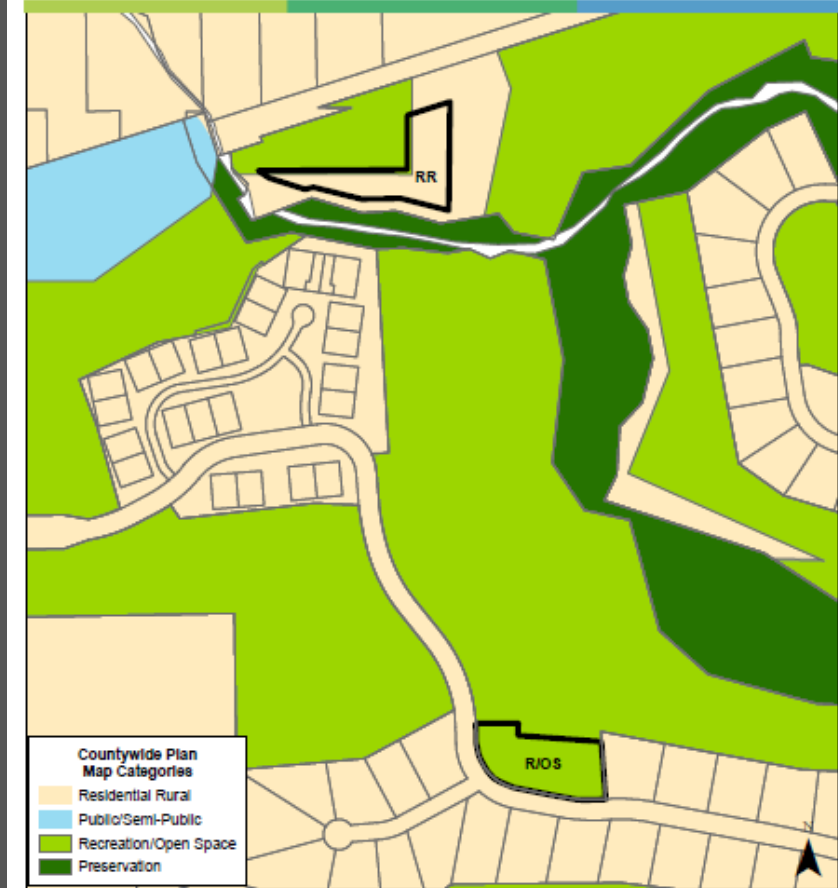 RR
R/OS
Countywide Plan
Map Categories
Residential Rural
Public/Semi-Public
Recreation/Open Space
Preservation
N